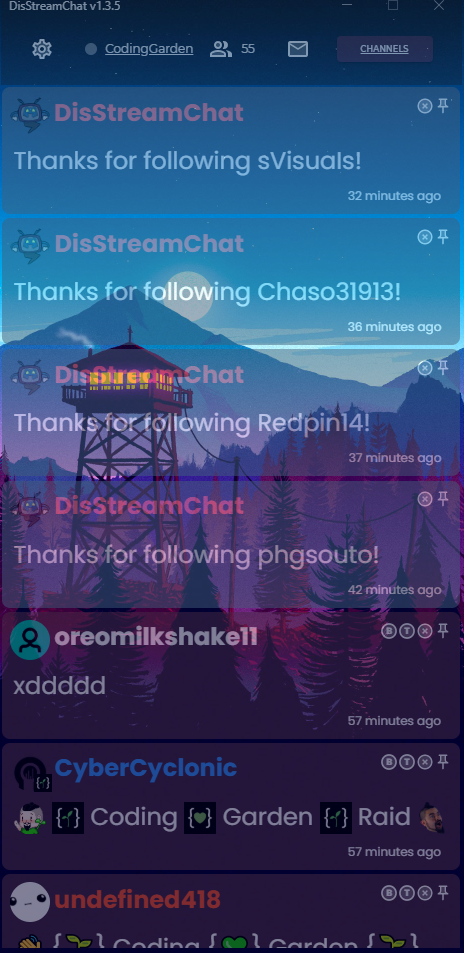 DisStreamChat v1.3.5
CodingGarden 55 CHANNELS
DisStreamChat
Thanks for following sVisuals!
32 minutes ago
DisStreamChat
Thanks for following Chaso31913!
36 minutes ago
DisStreamChat
Thanks for following Redpin14!
37 minutes ago
DisStreamChat
Thanks for following phgsouto!
42 minutes ago
oreomilkshake11
B T
xddddd
57 minutes ago
CyberCyclonic
B T
Coding Garden Raid
57 minutes ago
undefined418
B T
Coding Garden